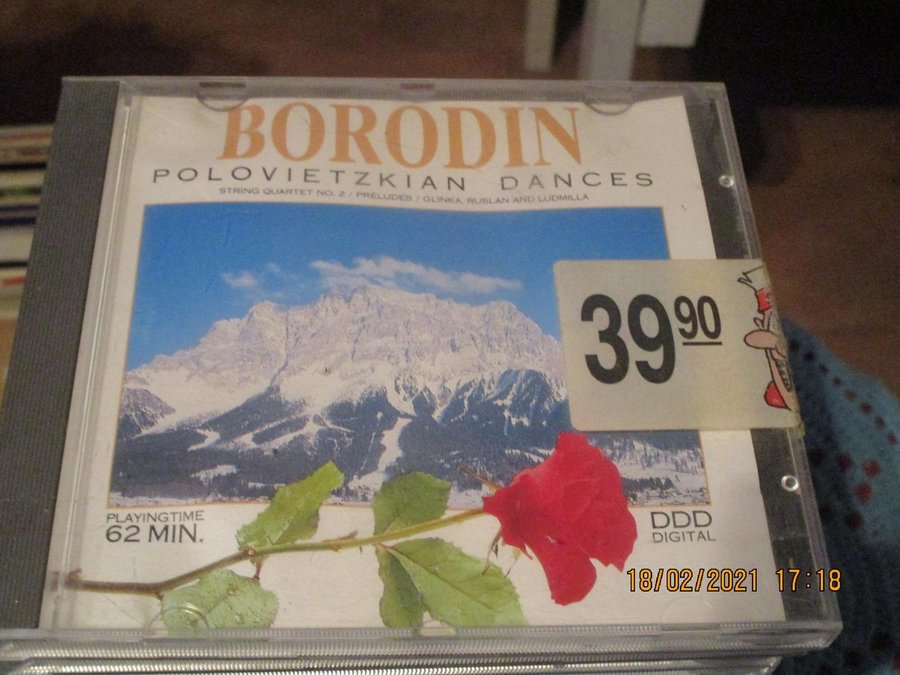 BORODIN
POLOVIETZKIAN DANCES
STRING QUARTET NO. 2 / PRÉLUDES / GLINKA, RUSLAN AND LUDMILLA
39 90
PLAYINGTIME
62 MIN.
DDD
DIGITAL
18/02/2021 17:18